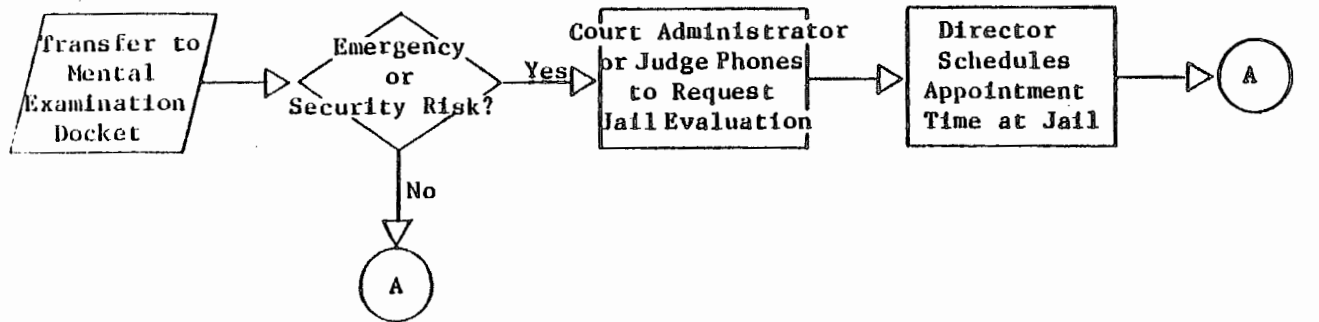 Transfer to
Mental
Examination
Docket
Emergency
or
Security Risk?
Yes
No
A
Court Administrator
or Judge Phones
to Request
Jail Evaluation
Director
Schedules
Appointment
Time at Jail
A